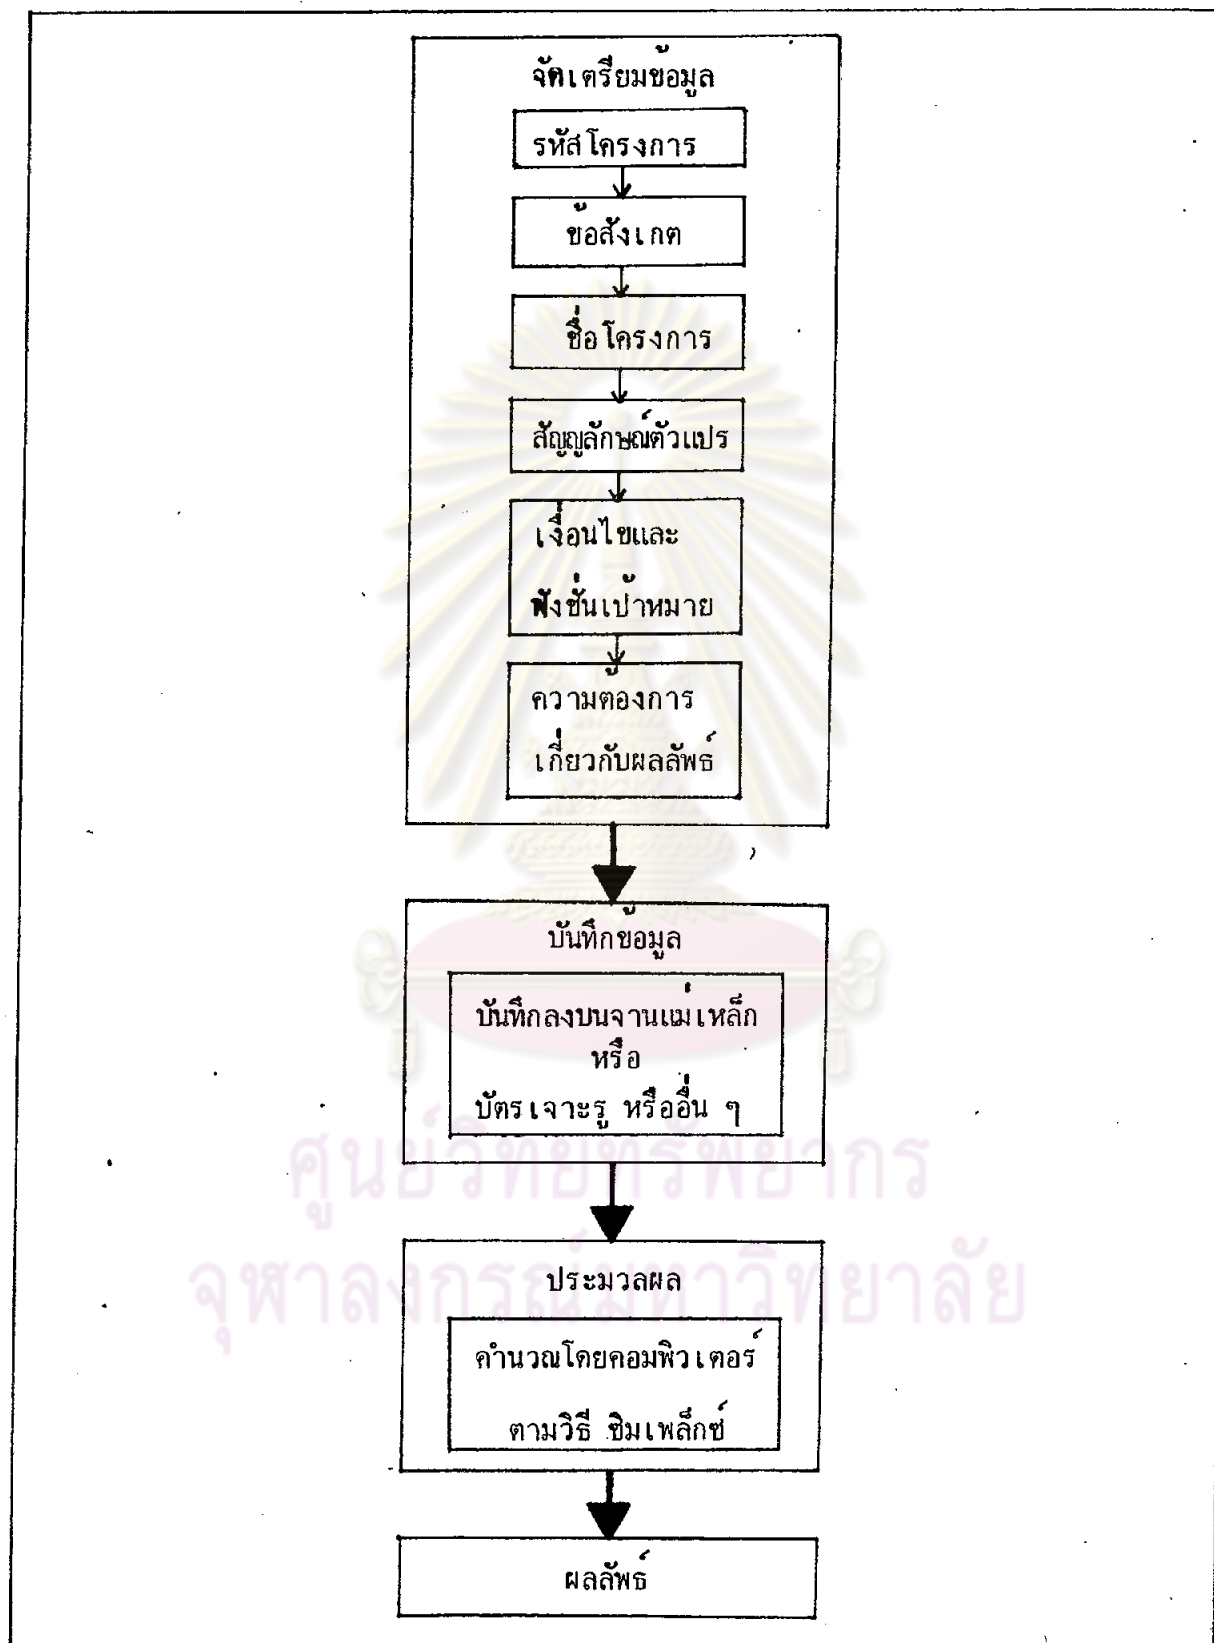 จัดเตรียมข้อมูล
รหัสโครงการ
ข้อสังเกต
ชื่อโครงการ
สัญญลักษณ์ตัวแปร
เงื่อนไขและ
ฟังชั่นเป้าหมาย
ความต้องการ
เกี่ยวกับผลลัพธ์
บันทึกข้อมูล
บันทึกลงบนจานแม่เหล็ก
หรือ
บัตรเจาะรู หรืออื่น ๆ
ศูนย์วิทยทรัพยากร
จุฬาลงกรณ์มหาวิทยาลัย
ประมวลผล
คำนวณโดยคอมพิวเตอร์
ตามวิธี ซิมเพล็กซ์
ผลลัพธ์